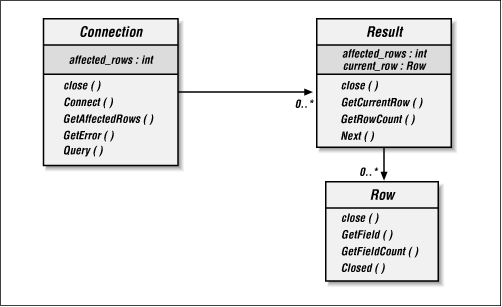 Connection
affected_rows : int
close ( )
Connect ( )
GetAffectedRows ( )
GetError ( )
Query ( )
0..*
Result
affected_rows : int
current_row : Row
close ( )
GetCurrentRow ( )
GetRowCount ( )
Next ( )
0..*
Row
close ( )
GetField ( )
GetFieldCount ( )
Closed ( )